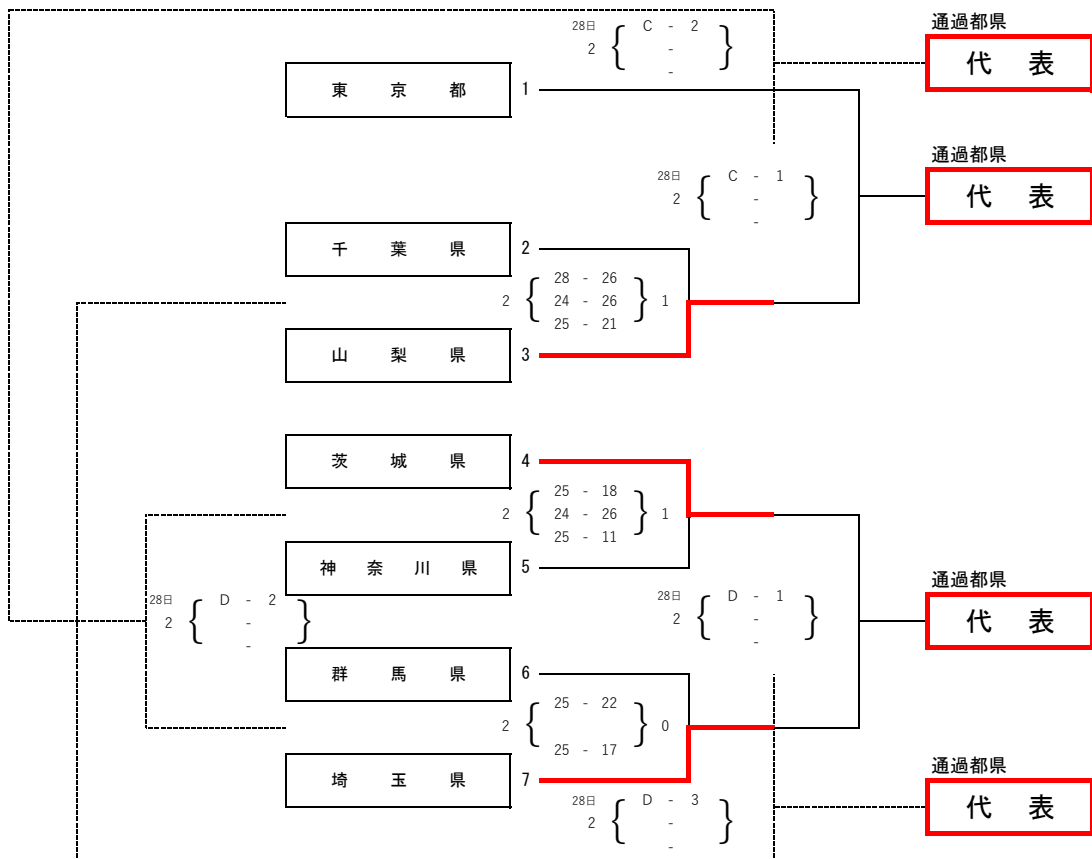 通過都県
28日 C - 2
2 { - }
-
代 表
東 京 都 1
通過都県
28日 C - 1
2 { - }
-
代 表
千 葉 県 2
28 - 26
2 { 24 - 26 } 1
25 - 21
山 梨 県 3
茨 城 県 4
25 - 18
2 { 24 - 26 } 1
25 - 11
神 奈 川 県 5
28日 D - 2
2 { - }
-
通過都県
28日 D - 1
2 { - }
-
代 表
群 馬 県 6
25 - 22
2 { } 0
25 - 17
埼 玉 県 7
通過都県
28日 D - 3
2 { - }
-
代 表